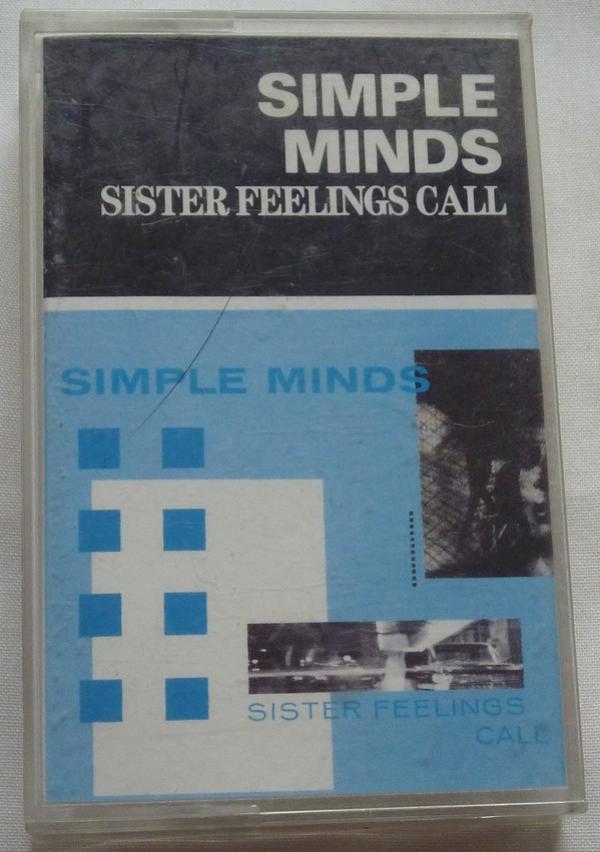 SIMPLE
MINDS
SISTER FEELINGS CALL
SIMPLE MINDS
SISTER FEELINGS
CALL